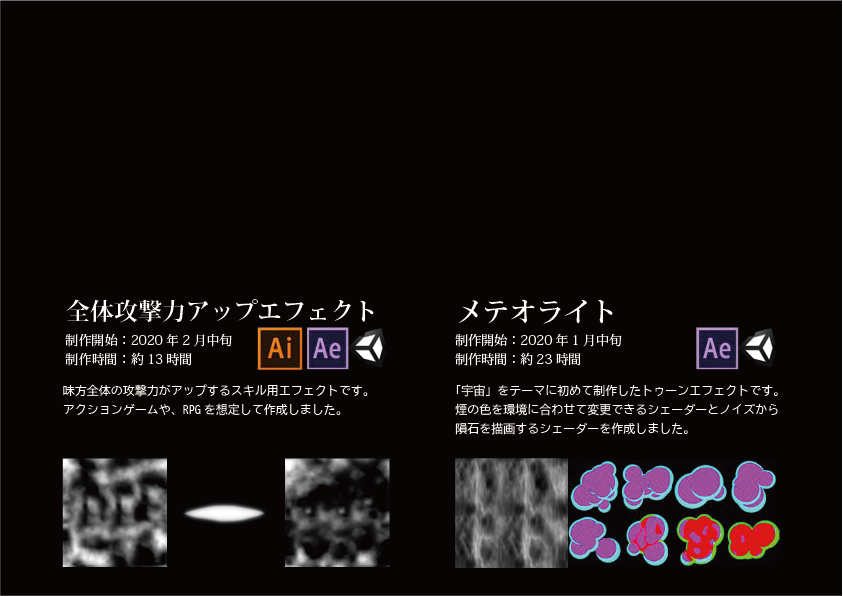 全体攻撃力アップエフェクト
制作開始：2020 年 2 月中旬
制作時間：約 13 時間
Ai Ae
味方全体の攻撃力がアップするスキル用エフェクトです。
アクションゲームや、RPG を想定して作成しました。
メテオライト
制作開始：2020 年 1 月中旬
制作時間：約 23 時間
Ae
「宇宙」をテーマに初めて制作したトゥーンエフェクトです。
煙の色を環境に合わせて変更できるシェーダーとノイズから
隕石を描画するシェーダーを作成しました。